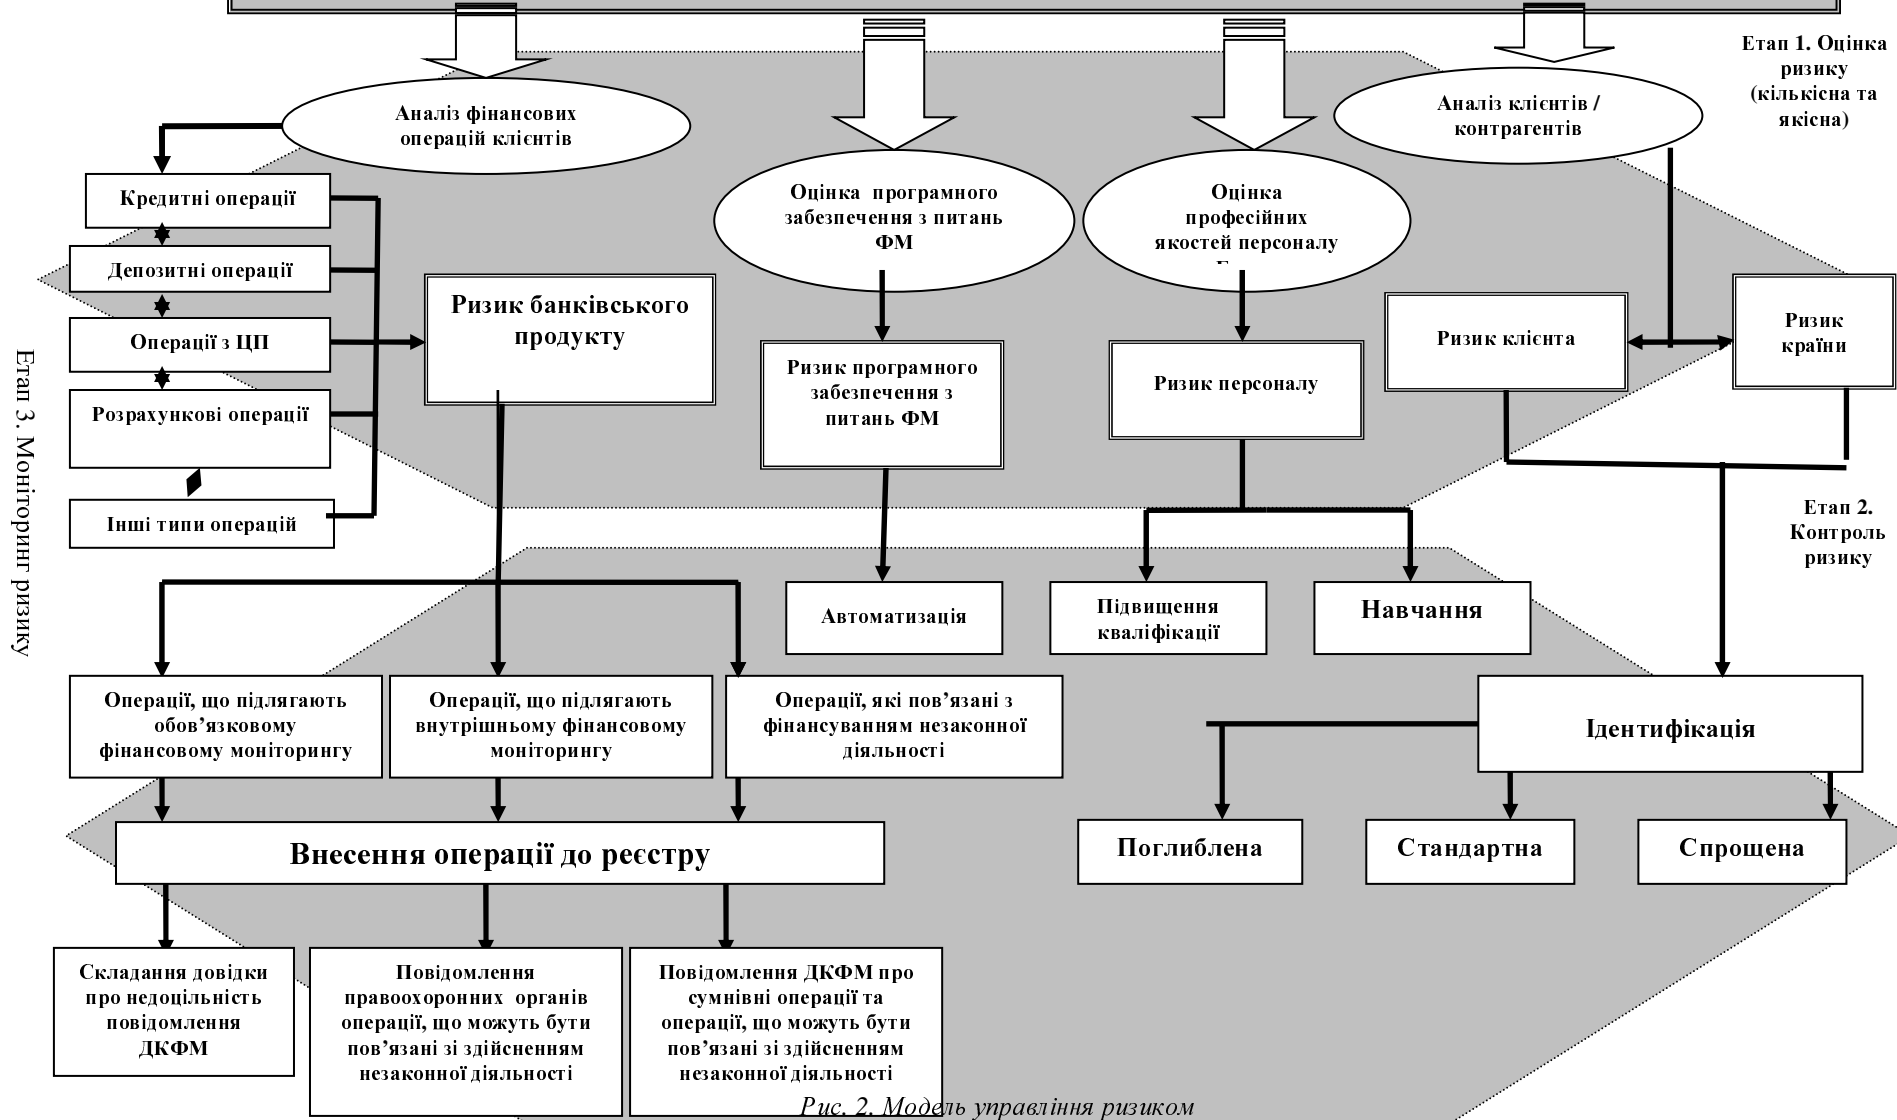 Етап 1. Оцінка
ризику
(кількісна та
якісна)
Аналіз фінансових
операцій клієнтів
Аналіз клієнтів /
контрагентів
Оцінка програмного
забезпечення з питань
ФМ
Оцінка
професійних
якостей персоналу
Кредитні операції
Депозитні операції
Операції з ЦП
Розрахункові операції
Інші типи операцій
Ризик банківського
продукту
Ризик програмного
забезпечення з
питань ФМ
Ризик персоналу
Ризик клієнта
Ризик
країни
Етап 3. Моніторинг ризику
Етап 2.
Контроль
ризику
Автоматизація
Підвищення
кваліфікації
Навчання
Операції, що підлягають
обов’язковому
фінансовому моніторингу
Операції, що підлягають
внутрішньому фінансовому
моніторингу
Операції, які пов’язані з
фінансуванням незаконної
діяльності
Ідентифікація
Внесення операції до реєстру
Поглиблена
Стандартна
Спрощена
Складання довідки
про недоцільність
повідомлення
ДКФМ
Повідомлення
правоохоронних органів
операції, що можуть бути
пов’язані зі здійсненням
незаконної діяльності
Повідомлення ДКФМ про
сумнівні операції та
операції, що можуть бути
пов’язані зі здійсненням
незаконної діяльності
Рис. 2. Модель управління ризиком